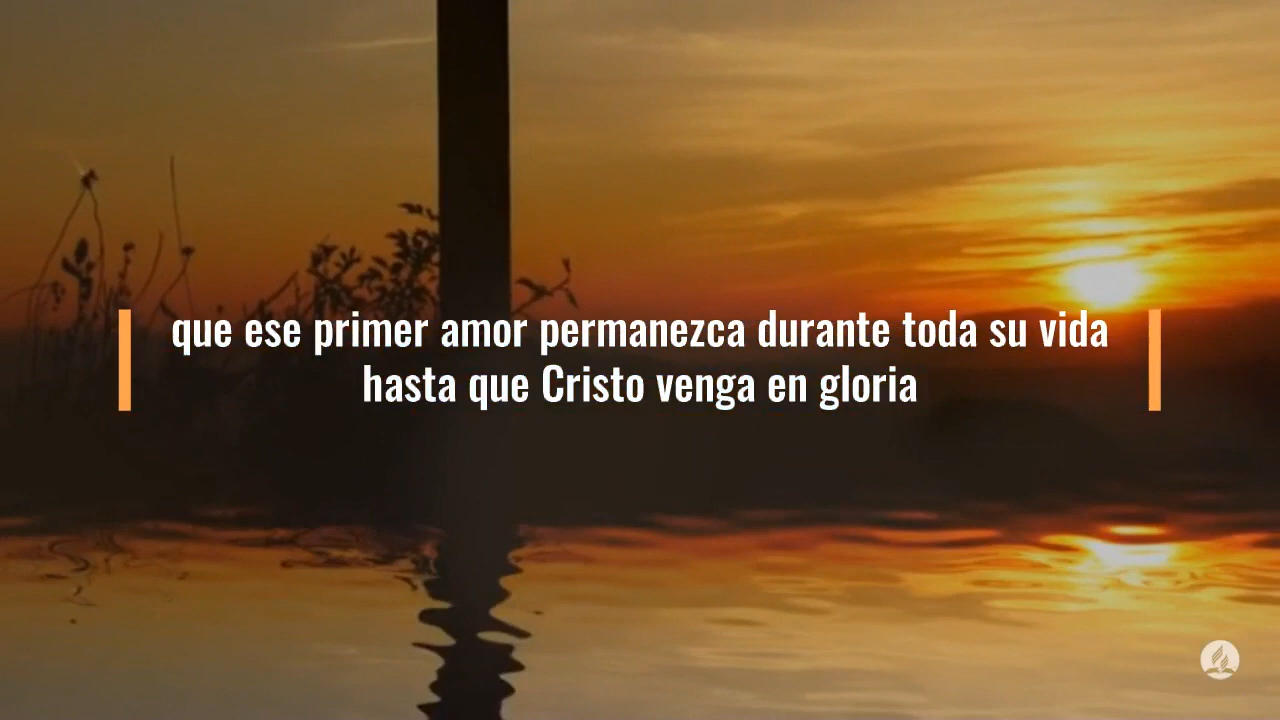 que ese primer amor permanezca durante toda su vida
hasta que Cristo venga en gloria